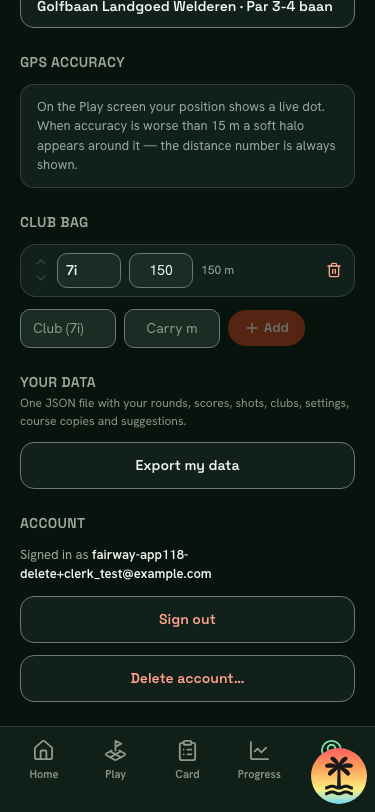 Golfbaan Landgoed Welderen · Par 3-4 baan
GPS ACCURACY
On the Play screen your position shows a live dot.
When accuracy is worse than 15 m a soft halo
appears around it — the distance number is always
shown.
CLUB BAG
7i 150 150 m
Club (7i) Carry m + Add
YOUR DATA
One JSON file with your rounds, scores, shots, clubs, settings,
course copies and suggestions.
Export my data
ACCOUNT
Signed in as fairway-app118-
delete+clerk_test@example.com
Sign out
Delete account…
Home Play Card Progress